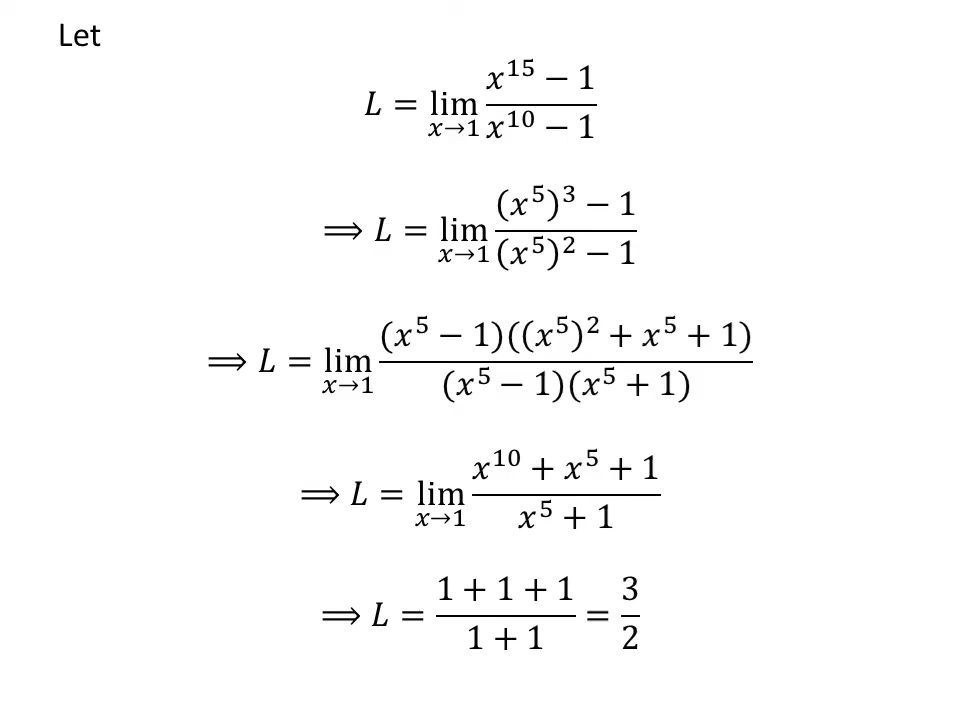 Let
L = lim_{x→1} (x^{15} − 1)/(x^{10} − 1)
⟹ L = lim_{x→1} ((x^5)^3 − 1)/((x^5)^2 − 1)
⟹ L = lim_{x→1} ((x^5 − 1)((x^5)^2 + x^5 + 1))/((x^5 − 1)(x^5 + 1))
⟹ L = lim_{x→1} (x^{10} + x^5 + 1)/(x^5 + 1)
⟹ L = (1 + 1 + 1)/(1 + 1) = 3/2